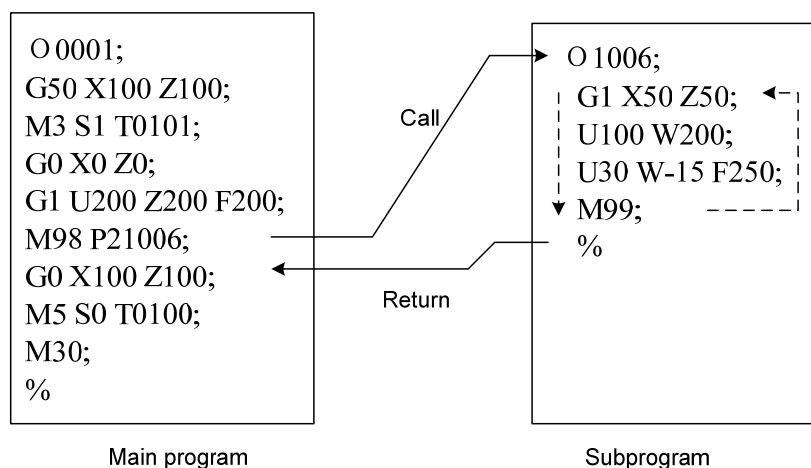 O 0001;
G50 X100 Z100;
M3 S1 T0101;
G0 X0 Z0;
G1 U200 Z200 F200;
M98 P21006;
G0 X100 Z100;
M5 S0 T0100;
M30;
%
Call
Return
O 1006;
G1 X50 Z50;
U100 W200;
U30 W-15 F250;
M99;
%
Main program
Subprogram